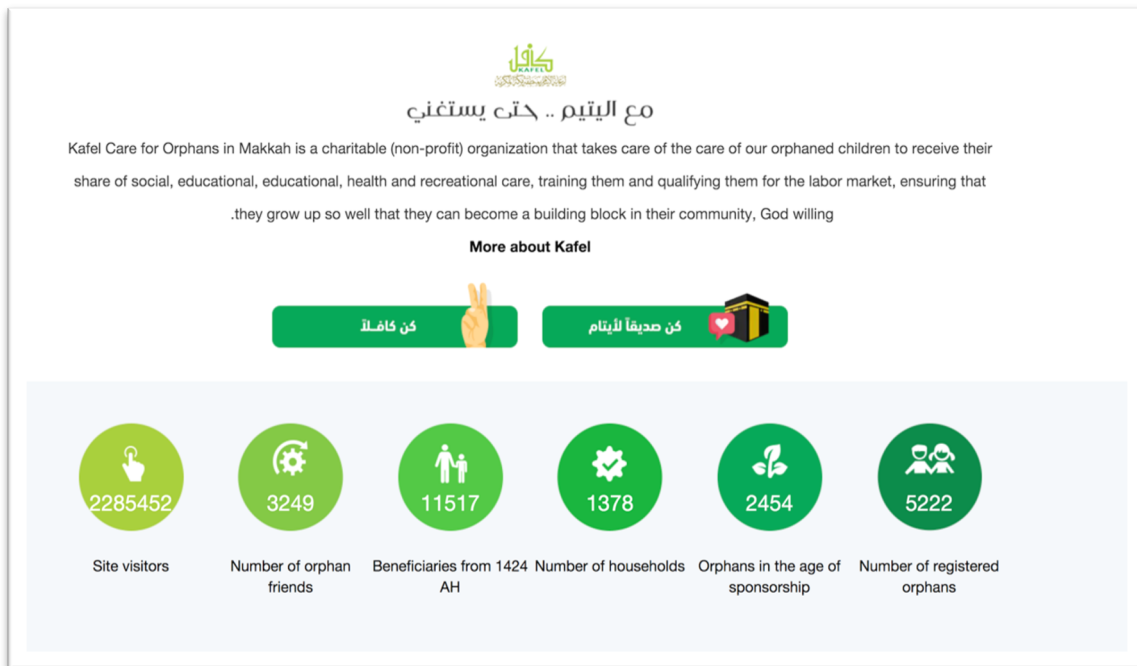 كافل
KAFEL
مع اليتيم .. حتى يستغني
Kafel Care for Orphans in Makkah is a charitable (non-profit) organization that takes care of the care of our orphaned children to receive their
share of social, educational, educational, health and recreational care, training them and qualifying them for the labor market, ensuring that
.they grow up so well that they can become a building block in their community, God willing
More about Kafel
كن صديقاً لأيتام
كن كافـلاً
2285452
3249
11517
1378
2454
5222
Site visitors
Number of orphan
friends
Beneficiaries from 1424
AH
Number of households
Orphans in the age of
sponsorship
Number of registered
orphans